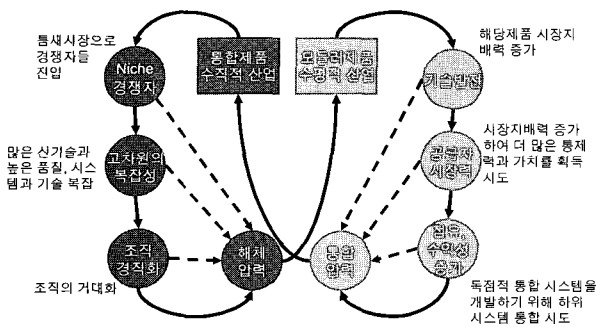 틈새시장으로
경쟁자들
진입
Niche
경쟁자
통합제품
수직적 산업
모듈러제품
수평적 산업
기술발전
해당제품 시장지
배력 증가
많은 신기술과
높은 품질, 시스
템과 기술 복잡
고차원의
복잡성
공급자
시장력
시장지배력 증가
하여 더 많은 통제
력과 가치를 획득
시도
조직
경직화
해체
압력
통합
압력
점유,
수익성
증가
조직의 거대화
독점적 통합 시스템을
개발하기 위해 하위
시스템 통합 시도